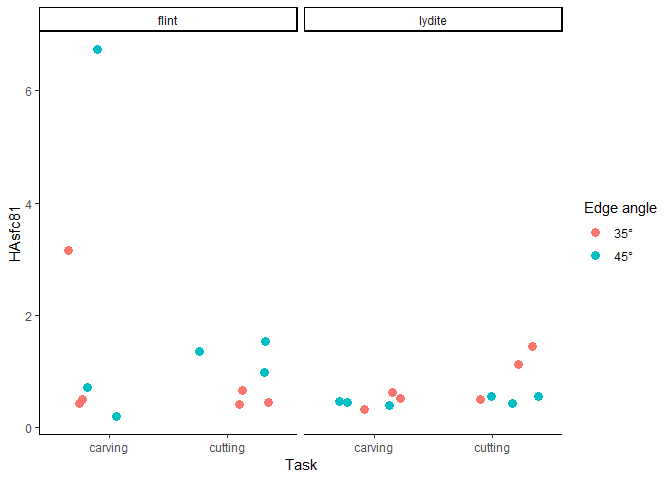 flint
lydite
6
4
2
0
HAsfc81
carving
cutting
carving
cutting
Task
Edge angle
35°
45°